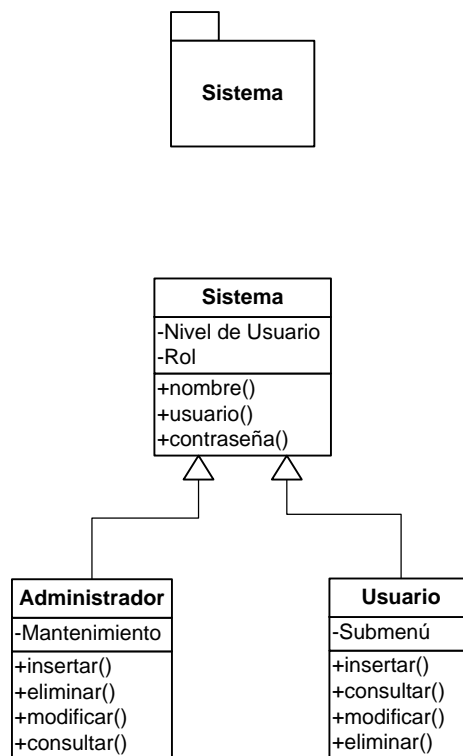 Sistema
Sistema
-Nivel de Usuario
-Rol
+nombre()
+usuario()
+contraseña()
Administrador
-Mantenimiento
+insertar()
+eliminar()
+modificar()
+consultar()
Usuario
-Submenú
+insertar()
+consultar()
+modificar()
+eliminar()